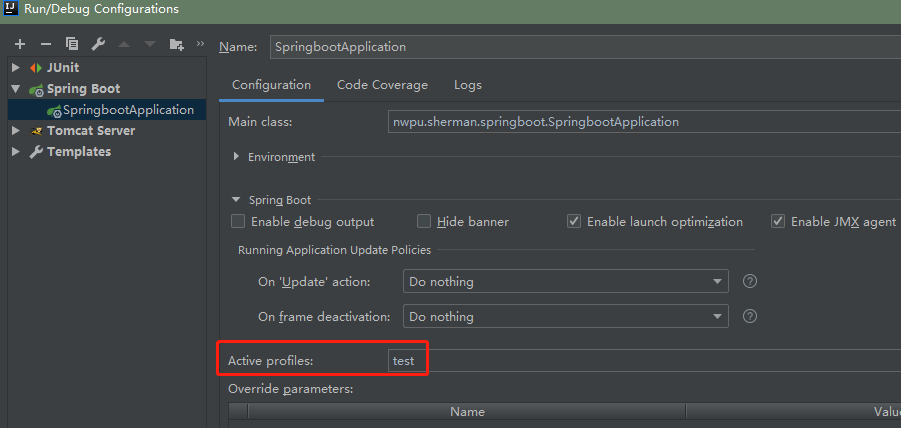 IJ Run/Debug Configurations
Name: SpringbootApplication
JUnit
Spring Boot
SpringbootApplication
Tomcat Server
Templates
Configuration Code Coverage Logs
Main class: nwpu.sherman.springboot.SpringbootApplication
Environment
Spring Boot
Enable debug output Hide banner Enable launch optimization Enable JMX agent
Running Application Update Policies
On 'Update' action: Do nothing ?
On frame deactivation: Do nothing ?
Active profiles: test
Override parameters:
Name Value